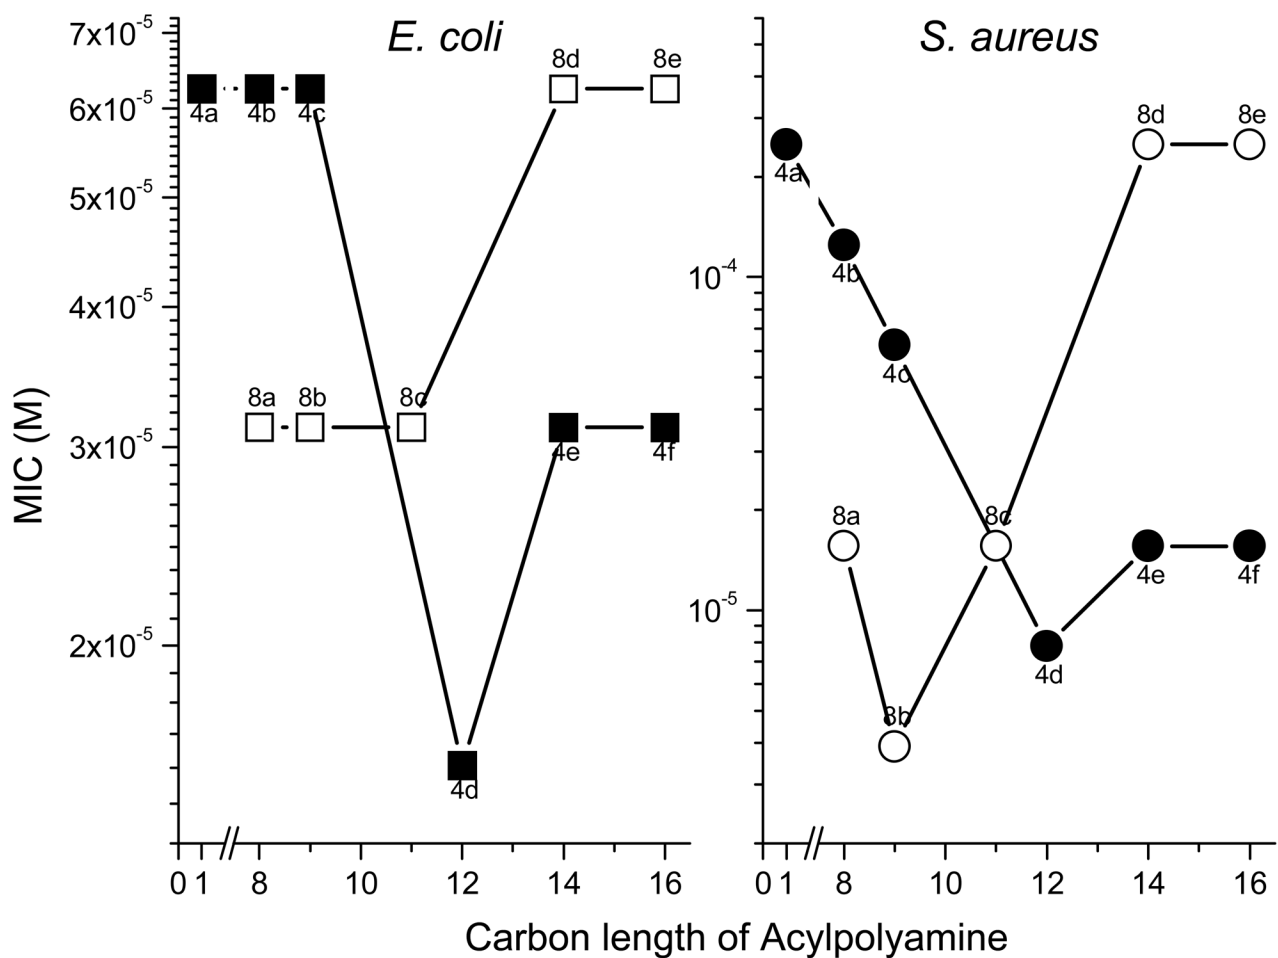 E. coli
S. aureus
MIC (M)
7x10-5
6x10-5
5x10-5
4x10-5
3x10-5
2x10-5
4a 4b 4c
8d 8e
8a 8b 8c
4e 4f
4d
0 1 8 10 12 14 16
10-4
10-5
8d 8e
4a
4b
4c
8a 8c
4e 4f
4d
8b
0 1 8 10 12 14 16
Carbon length of Acylpolyamine